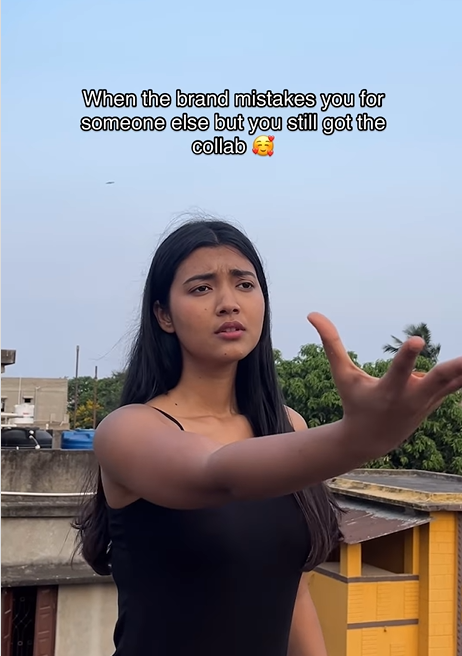 When the brand mistakes you for
someone else but you still got the
collab 🥰